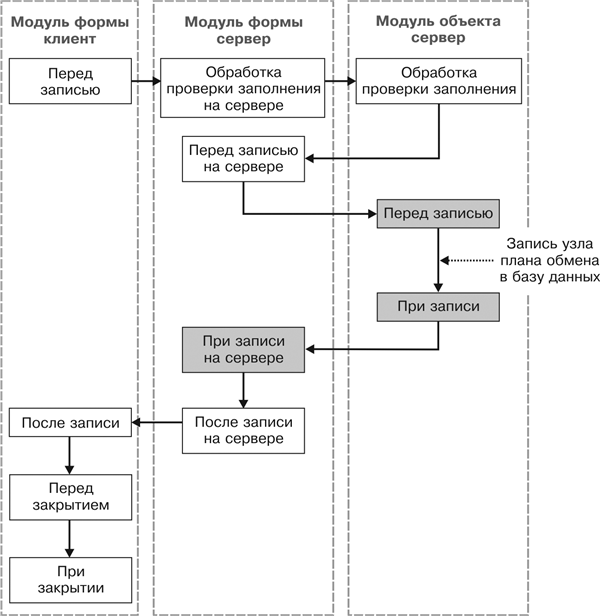 Модуль формы
клиент
Модуль формы
сервер
Модуль объекта
сервер
Перед
записью
Обработка
проверки заполнения
на сервере
Обработка
проверки заполнения
Перед записью
на сервере
Перед записью
Запись узла
плана обмена
в базу данных
При записи
При записи
на сервере
После записи
на сервере
После записи
Перед
закрытием
При
закрытии